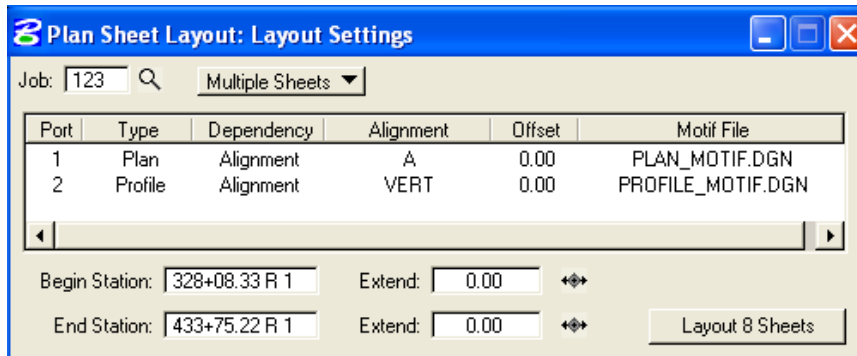 Plan Sheet Layout: Layout Settings
Job: 123 Multiple Sheets
Port Type Dependency Alignment Offset Motif File
1 Plan Alignment A 0.00 PLAN_MOTIF.DGN
2 Profile Alignment VERT 0.00 PROFILE_MOTIF.DGN
Begin Station: 328+08.33 R 1 Extend: 0.00
End Station: 433+75.22 R 1 Extend: 0.00 Layout 8 Sheets